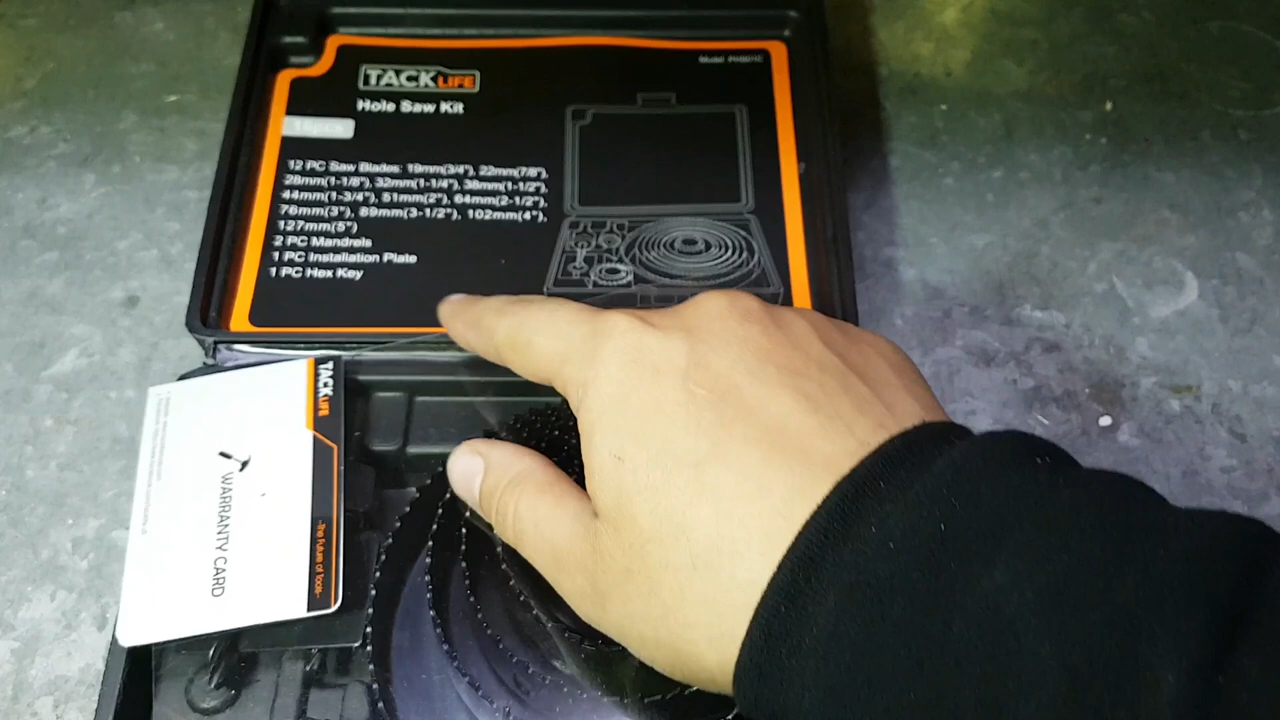 TACKLIFE
Hole Saw Kit
12 PC Saw Blades: 19mm(3/4"), 22mm(7/8"),
28mm(1-1/8"), 32mm(1-1/4"), 38mm(1-1/2"),
44mm(1-3/4"), 51mm(2"), 64mm(2-1/2"),
76mm(3"), 89mm(3-1/2"), 102mm(4"),
127mm(5")
2 PC Mandrels
1 PC Installation Plate
1 PC Hex Key
Model:
TACKLIFE
WARRANTY CARD
-The Future of Tools-